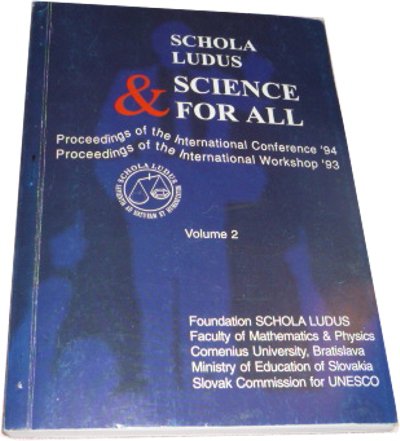 SCHOLA
LUDUS
& SCIENCE
FOR ALL
Proceedings of the International Conference '94
Proceedings of the International Workshop '93
SCHOLA LUDUS
Volume 2
Foundation SCHOLA LUDUS
Faculty of Mathematics & Physics
Comenius University, Bratislava
Ministry of Education of Slovakia
Slovak Commission for UNESCO